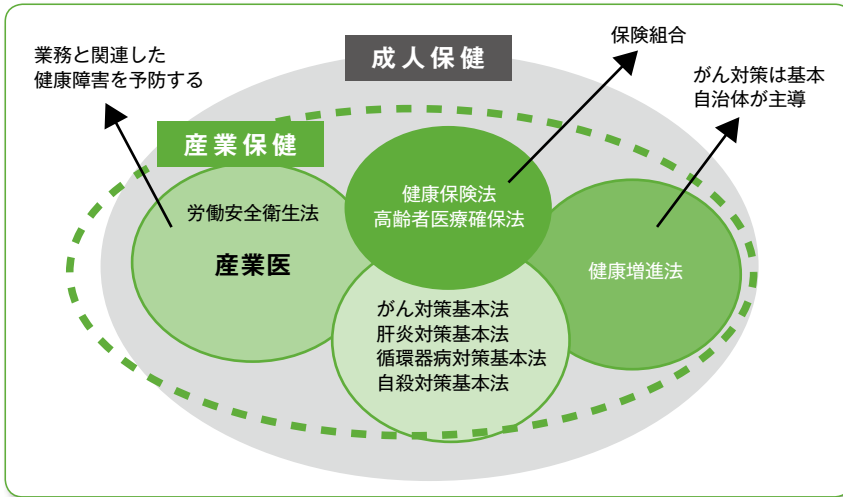 業務と関連した
健康障害を予防する
成人保健
保険組合
がん対策は基本
自治体が主導
産業保健
労働安全衛生法
産業医
健康保険法
高齢者医療確保法
健康増進法
がん対策基本法
肝炎対策基本法
循環器病対策基本法
自殺対策基本法